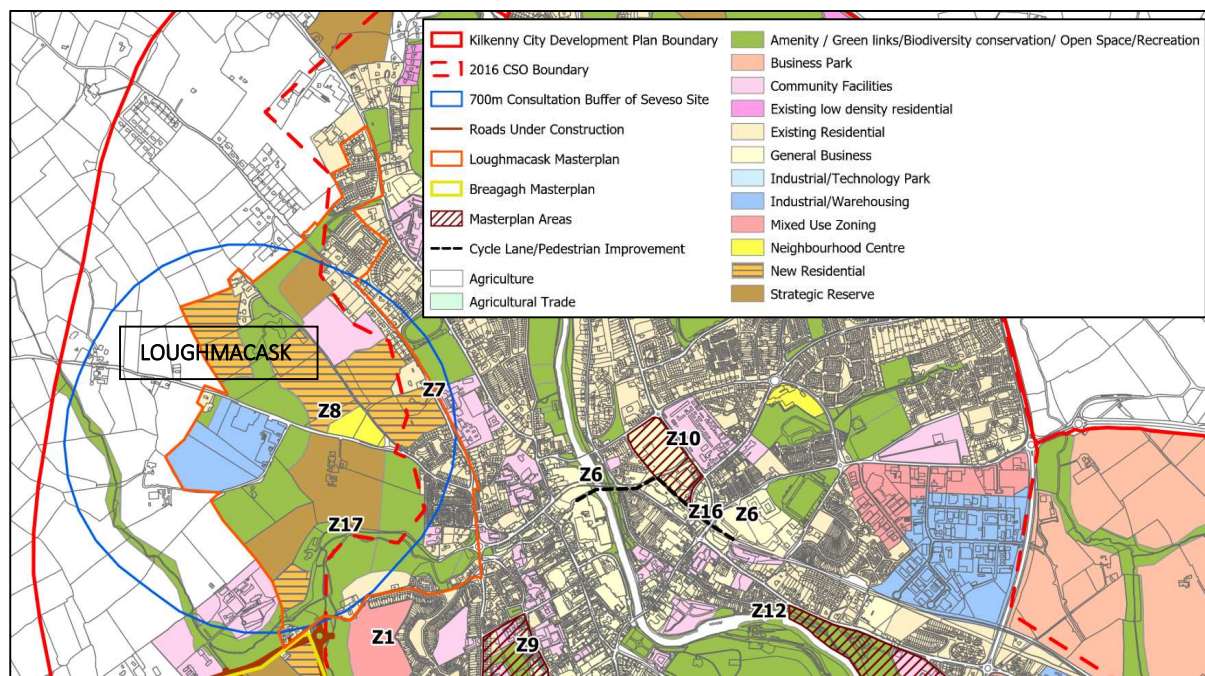 Kilkenny City Development Plan Boundary
2016 CSO Boundary
700m Consultation Buffer of Seveso Site
Roads Under Construction
Loughmacask Masterplan
Breagagh Masterplan
Masterplan Areas
Cycle Lane/Pedestrian Improvement
Agriculture
Agricultural Trade
Amenity / Green links/Biodiversity conservation/ Open Space/Recreation
Business Park
Community Facilities
Existing low density residential
Existing Residential
General Business
Industrial/Technology Park
Industrial/Warehousing
Mixed Use Zoning
Neighbourhood Centre
New Residential
Strategic Reserve
LOUGHMACASK
Z7
Z8
Z10
Z6
Z16
Z6
Z17
Z12
Z1
Z9